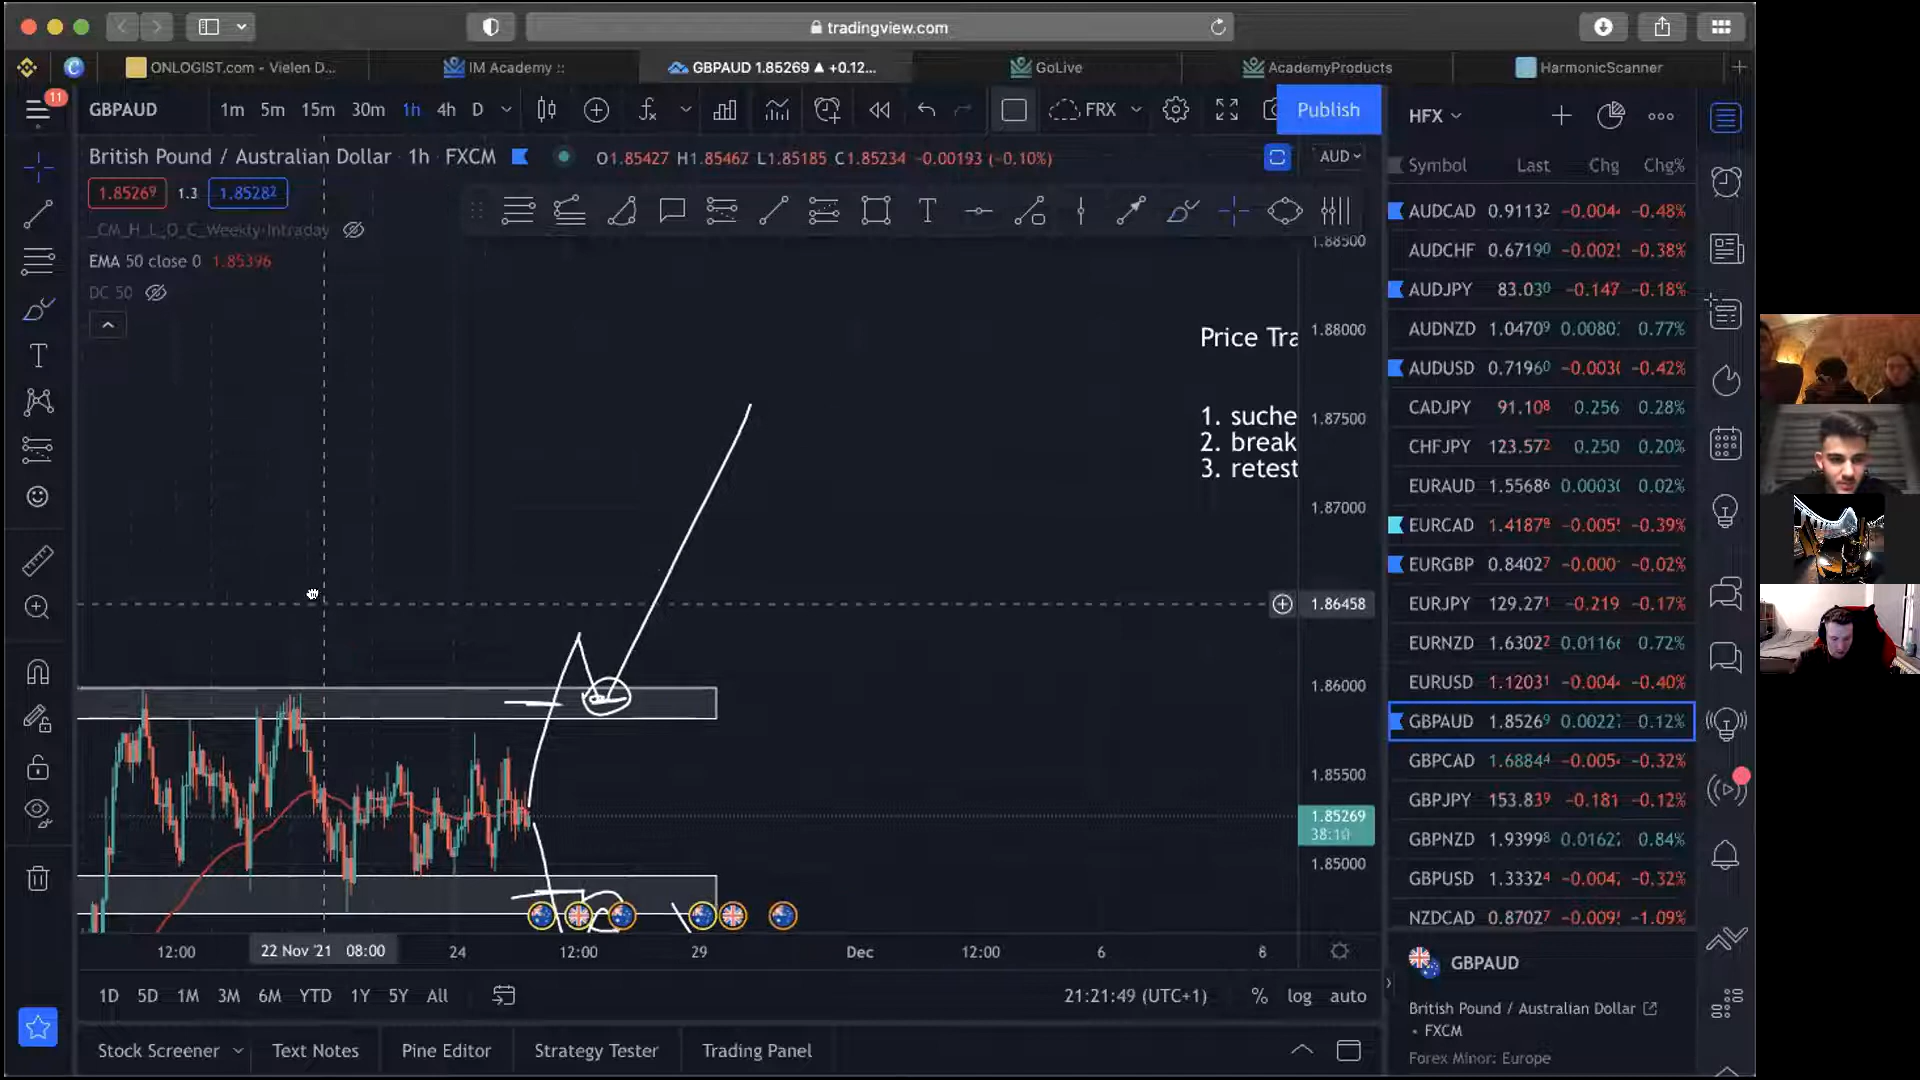 tradingview.com
ONLOGIST.com - Vielen D...
IM Academy ::
GBPAUD 1.85269 ▲ +0.12...
GoLive
AcademyProducts
HarmonicScanner
11
GBPAUD
1m 5m 15m 30m 1h 4h D
FRX
Publish
HFX
British Pound / Australian Dollar · 1h · FXCM
O1.85427 H1.85467 L1.85185 C1.85234 −0.00193 (−0.10%)
AUD
1.85269 1.3 1.85282
_CM_H_L_O_C_Weekly-Intraday
EMA 50 close 0 1.85396
DC 50
Price Tra
1. suche
2. break
3. retest
1.88500
1.88000
1.87500
1.87000
1.86458
1.86000
1.85500
1.85269
38:10
1.85000
12:00 22 Nov '21 08:00 24 12:00 29 Dec 12:00 6 8
1D 5D 1M 3M 6M YTD 1Y 5Y All
21:21:49 (UTC+1) % log auto
Stock Screener Text Notes Pine Editor Strategy Tester Trading Panel
Symbol Last Chg Chg%
AUDCAD 0.91132 −0.004 −0.48%
AUDCHF 0.67190 −0.002 −0.38%
AUDJPY 83.030 −0.147 −0.18%
AUDNZD 1.04709 0.0080 0.77%
AUDUSD 0.71960 −0.003 −0.42%
CADJPY 91.108 0.256 0.28%
CHFJPY 123.572 0.250 0.20%
EURAUD 1.55686 0.0003 0.02%
EURCAD 1.41878 −0.005 −0.39%
EURGBP 0.84027 −0.000 −0.02%
EURJPY 129.271 −0.219 −0.17%
EURNZD 1.63022 0.0116 0.72%
EURUSD 1.12031 −0.004 −0.40%
GBPAUD 1.85269 0.0022 0.12%
GBPCAD 1.68844 −0.005 −0.32%
GBPJPY 153.839 −0.181 −0.12%
GBPNZD 1.93998 0.0162 0.84%
GBPUSD 1.33324 −0.004 −0.32%
NZDCAD 0.87027 −0.009 −1.09%
GBPAUD
British Pound / Australian Dollar
• FXCM
Forex Minor: Europe